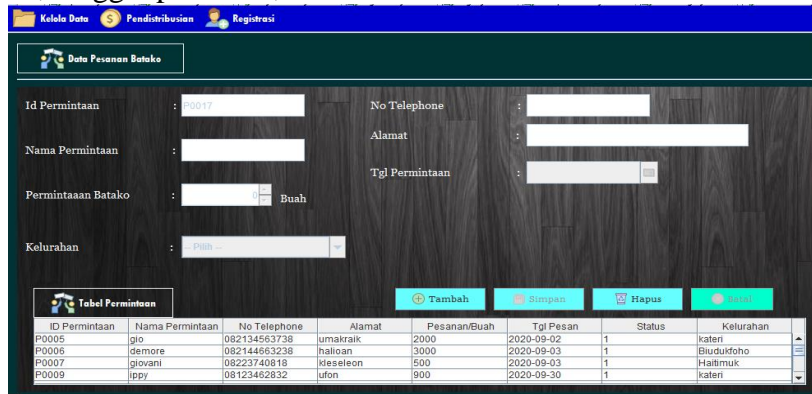 Kelola Data Pendistribusian Registrasi
Data Pesanan Batako
Id Permintaan : P0017 No Telephone :
Alamat :
Nama Permintaan :
Tgl Permintaan :
Permintaaan Batako : 0 Buah
Kelurahan : -- Pilih --
Tabel Permintaan Tambah Simpan Hapus Batal
ID Permintaan Nama Permintaan No Telephone Alamat Pesanan/Buah Tgl Pesan Status Kelurahan
P0005 gio 082134563738 umakraik 2000 2020-09-02 1 kateri
P0006 demore 082144663238 halioan 3000 2020-09-03 1 Biudukfoho
P0007 giovani 08223740818 kleseleon 500 2020-09-03 1 Haitimuk
P0009 ippy 08123462832 ufon 900 2020-09-30 1 kateri